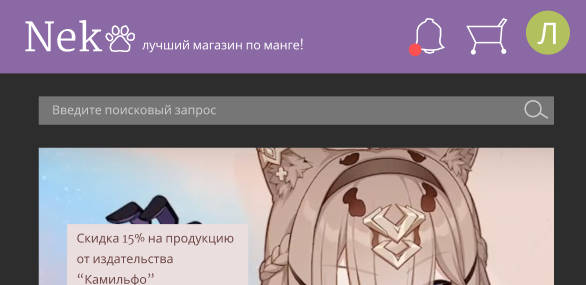 Nek
лучший магазин по манге!
Л
Введите поисковый запрос
Скидка 15% на продукцию
от издательства
“Камильфо”